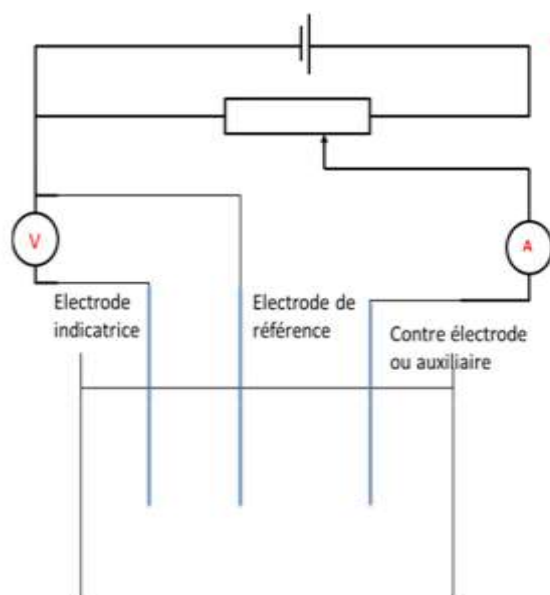 V
A
Electrode
indicatrice
Electrode de
référence
Contre électrode
ou auxiliaire